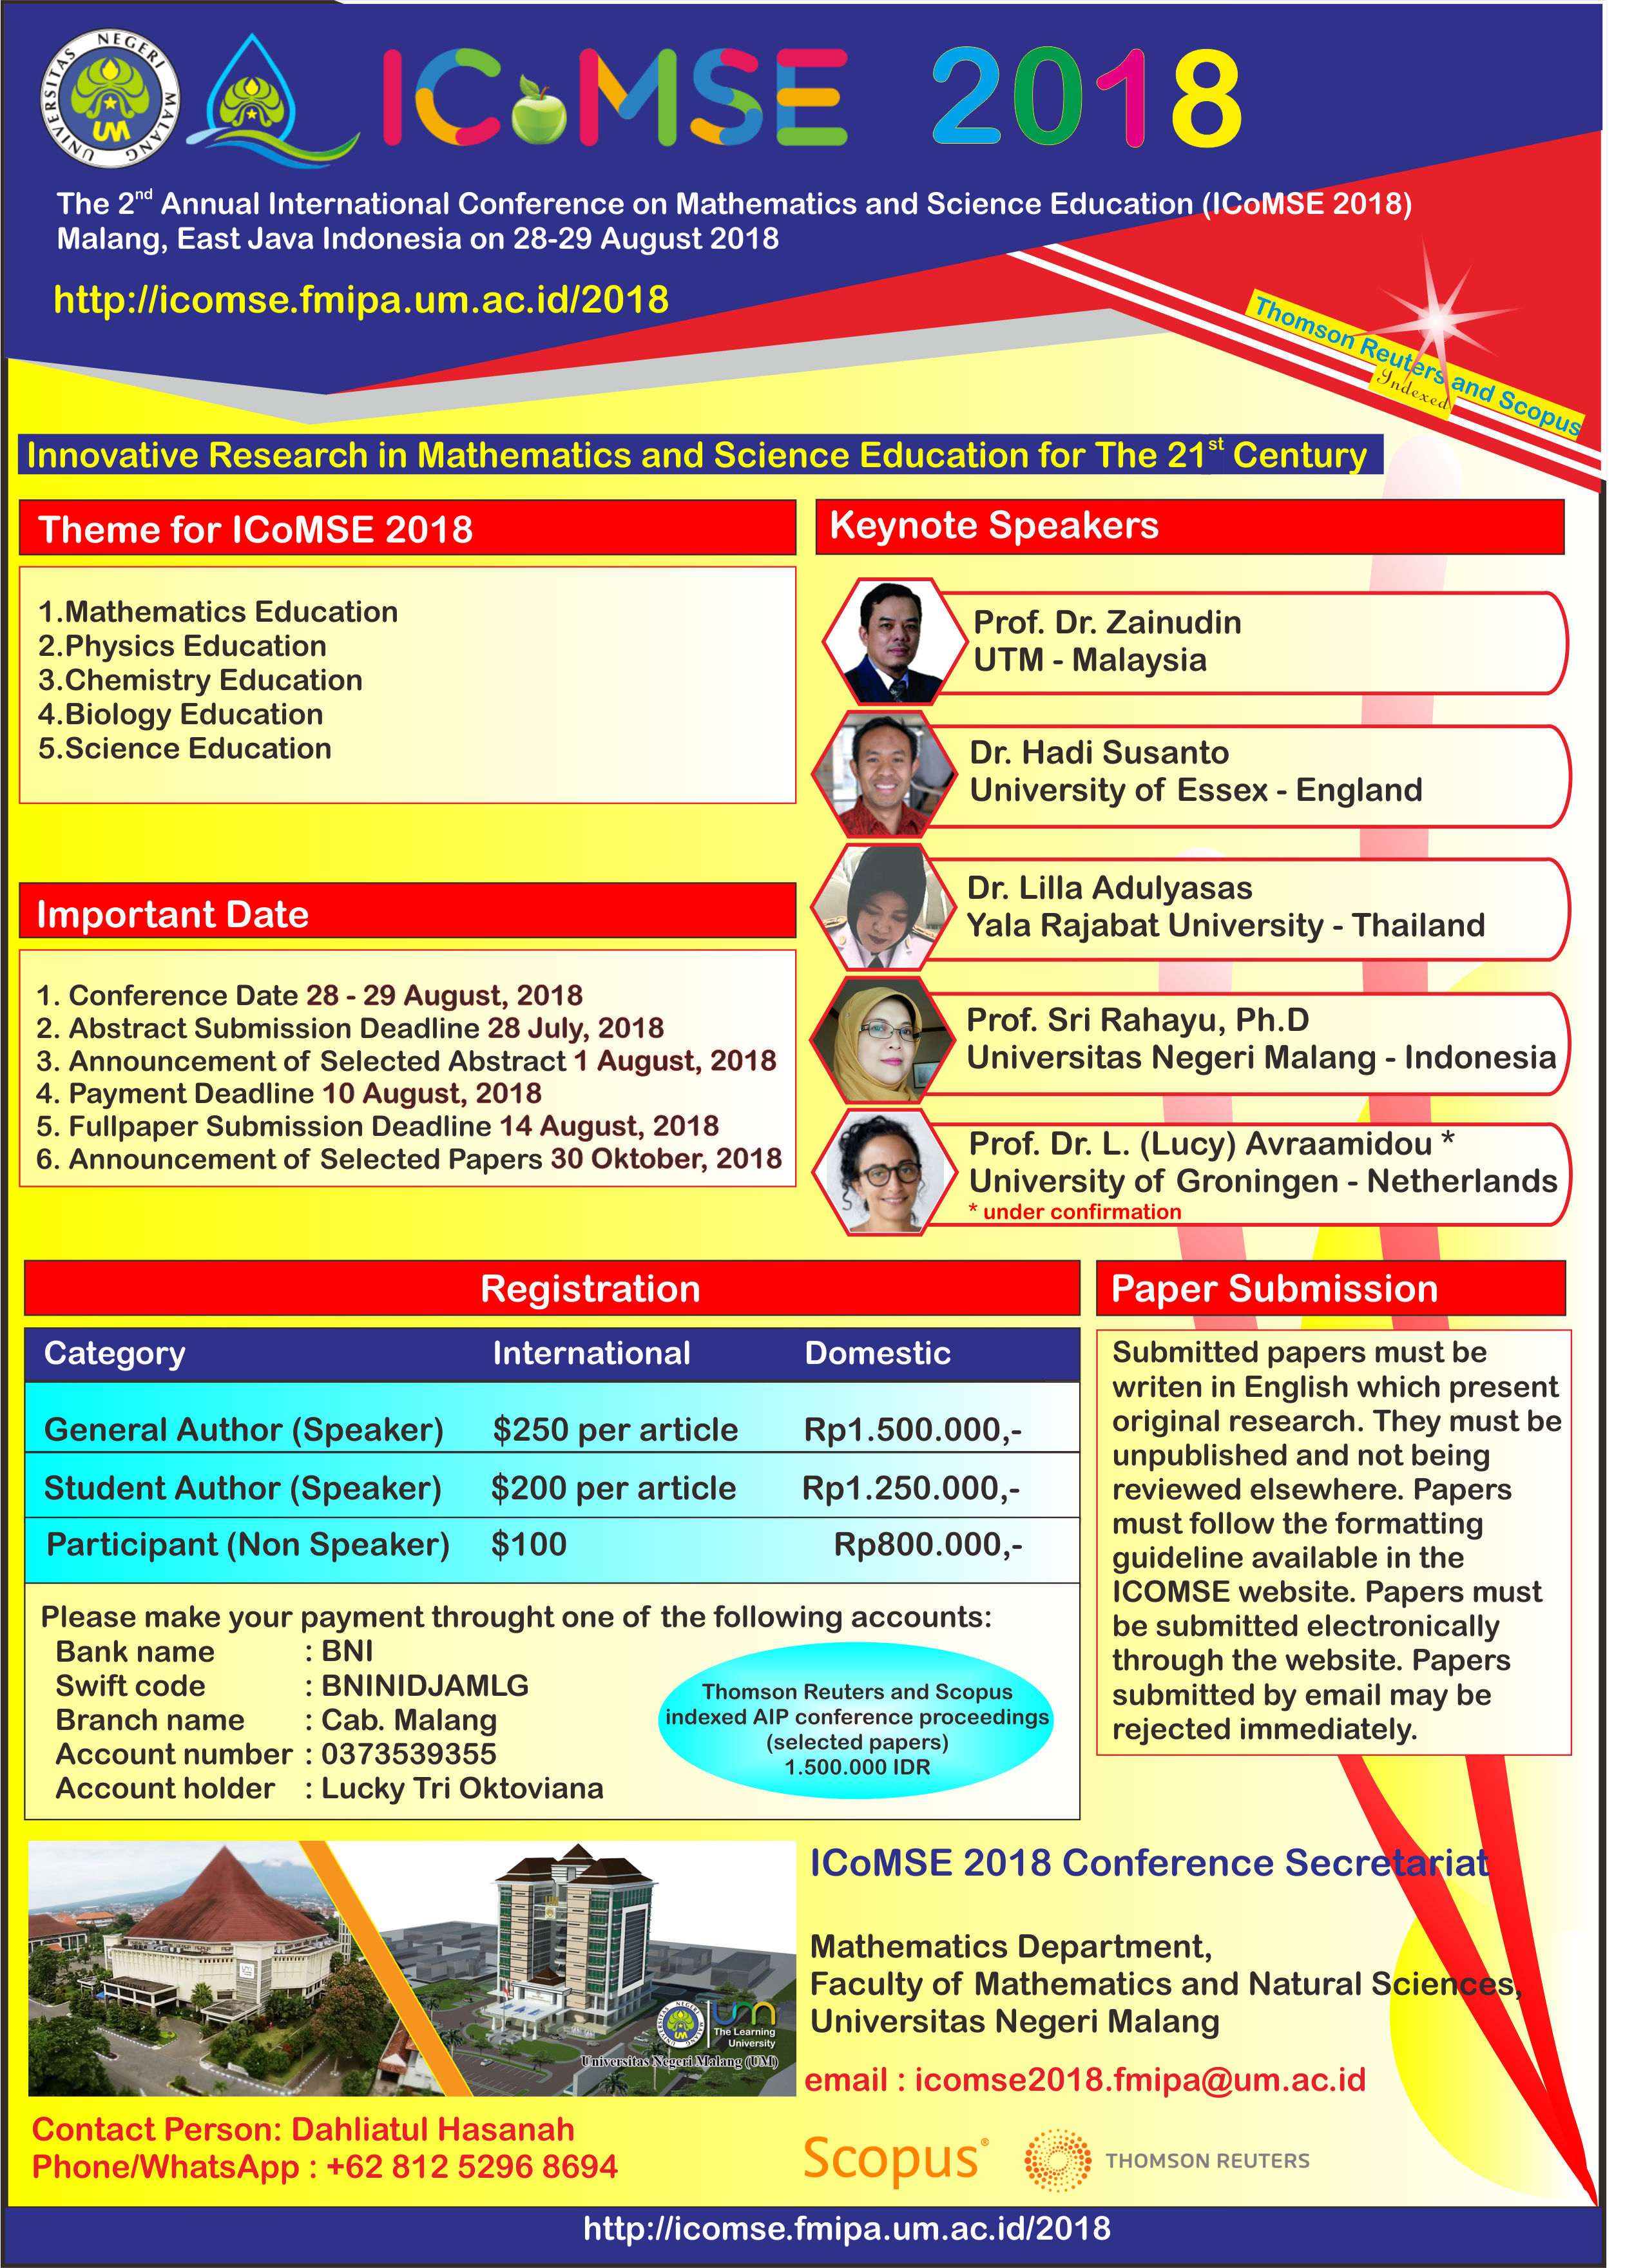 UNIVERSITAS NEGERI MALANG
UM
ICoMSE 2018
The 2nd Annual International Conference on Mathematics and Science Education (ICoMSE 2018)
Malang, East Java Indonesia on 28-29 August 2018
http://icomse.fmipa.um.ac.id/2018
Thomson Reuters and Scopus
Indexed
Innovative Research in Mathematics and Science Education for The 21st Century
Theme for ICoMSE 2018
1.Mathematics Education
2.Physics Education
3.Chemistry Education
4.Biology Education
5.Science Education
Important Date
1. Conference Date 28 - 29 August, 2018
2. Abstract Submission Deadline 28 July, 2018
3. Announcement of Selected Abstract 1 August, 2018
4. Payment Deadline 10 August, 2018
5. Fullpaper Submission Deadline 14 August, 2018
6. Announcement of Selected Papers 30 Oktober, 2018
Keynote Speakers
Prof. Dr. Zainudin
UTM - Malaysia
Dr. Hadi Susanto
University of Essex - England
Dr. Lilla Adulyasas
Yala Rajabat University - Thailand
Prof. Sri Rahayu, Ph.D
Universitas Negeri Malang - Indonesia
Prof. Dr. L. (Lucy) Avraamidou *
University of Groningen - Netherlands
* under confirmation
Registration
Category International Domestic
General Author (Speaker) $250 per article Rp1.500.000,-
Student Author (Speaker) $200 per article Rp1.250.000,-
Participant (Non Speaker) $100 Rp800.000,-
Please make your payment throught one of the following accounts:
Bank name : BNI
Swift code : BNINIDJAMLG
Branch name : Cab. Malang
Account number : 0373539355
Account holder : Lucky Tri Oktoviana
Thomson Reuters and Scopus
indexed AIP conference proceedings
(selected papers)
1.500.000 IDR
Paper Submission
Submitted papers must be
writen in English which present
original research. They must be
unpublished and not being
reviewed elsewhere. Papers
must follow the formatting
guideline available in the
ICOMSE website. Papers must
be submitted electronically
through the website. Papers
submitted by email may be
rejected immediately.
UNIVERSITAS NEGERI MALANG
UM
um
The Learning
University
Universitas Negeri Malang (UM)
ICoMSE 2018 Conference Secretariat
Mathematics Department,
Faculty of Mathematics and Natural Sciences,
Universitas Negeri Malang
email : icomse2018.fmipa@um.ac.id
Contact Person: Dahliatul Hasanah
Phone/WhatsApp : +62 812 5296 8694
Scopus®
THOMSON REUTERS
http://icomse.fmipa.um.ac.id/2018